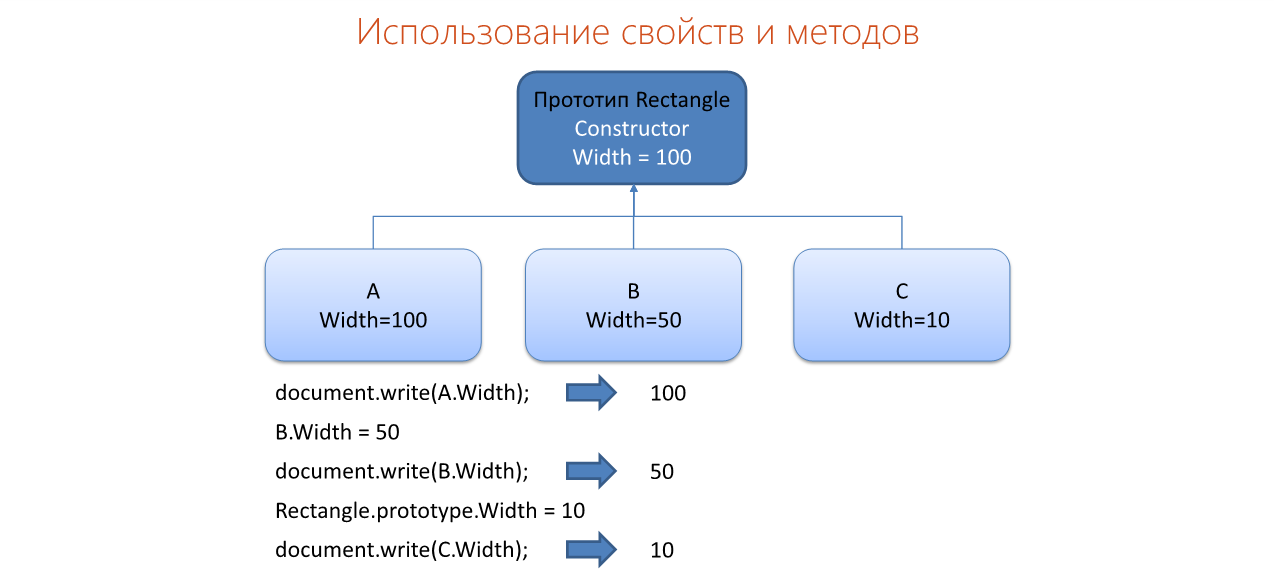 Использование свойств и методов
Прототип Rectangle
Constructor
Width = 100
A
Width=100
B
Width=50
C
Width=10
document.write(A.Width); 100
B.Width = 50
document.write(B.Width); 50
Rectangle.prototype.Width = 10
document.write(C.Width); 10